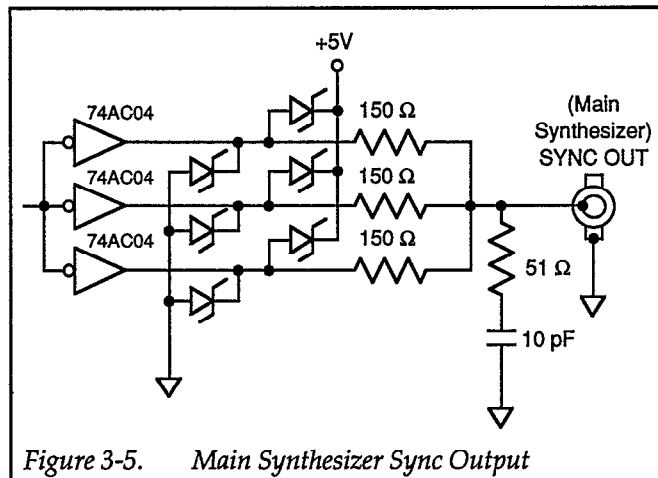 +5V
74AC04
150 Ω
(Main
Synthesizer)
SYNC OUT
74AC04
150 Ω
74AC04
150 Ω
51 Ω
10 pF
Figure 3-5. Main Synthesizer Sync Output